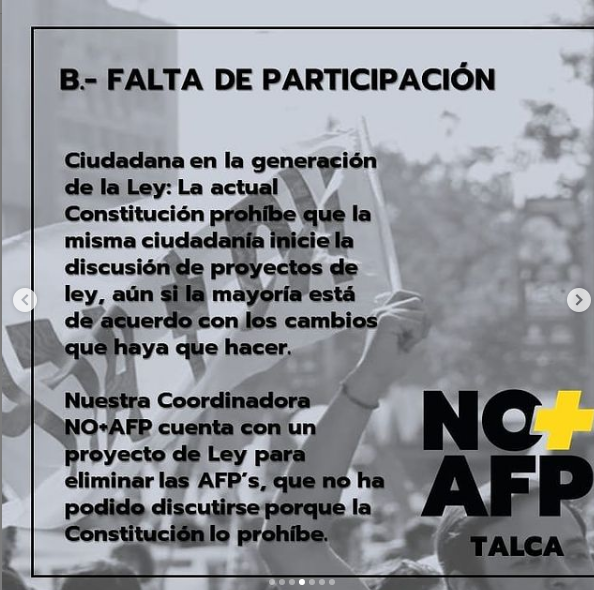 B.- FALTA DE PARTICIPACIÓN
Ciudadana en la generación
de la Ley: La actual
Constitución prohíbe que la
misma ciudadanía inicie la
discusión de proyectos de
ley, aún si la mayoría está
de acuerdo con los cambios
que haya que hacer.
Nuestra Coordinadora
NO+AFP cuenta con un
proyecto de Ley para
eliminar las AFP's, que no ha
podido discutirse porque la
Constitución lo prohíbe.
NO+
AFP
TALCA